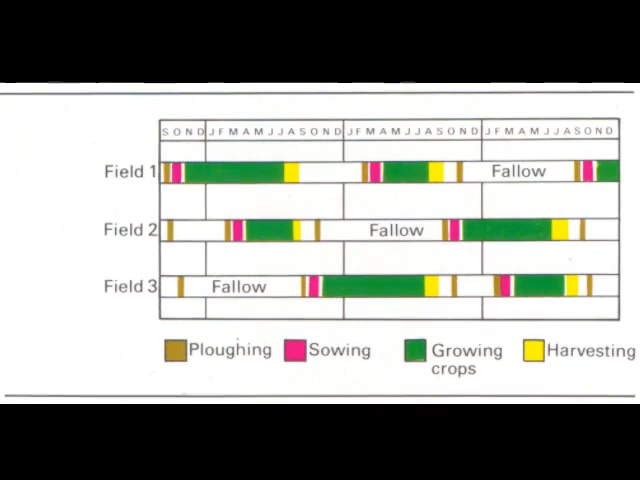 S O N D J F M A M J J A S O N D J F M A M J J A S O N D J F M A M J J A S O N D
Field 1 Fallow
Field 2 Fallow
Field 3 Fallow
Ploughing Sowing Growing crops Harvesting